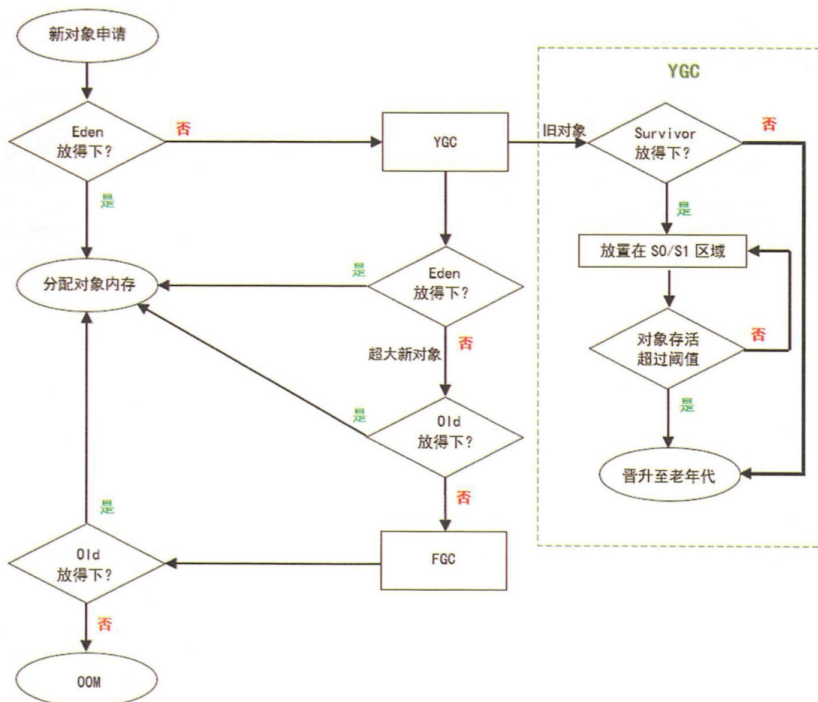 新对象申请
Eden
放得下?
否
是
YGC
旧对象
YGC
Survivor
放得下?
否
是
放置在 S0/S1 区域
对象存活
超过阈值
否
是
晋升至老年代
分配对象内存
是
Eden
放得下?
超大新对象
否
是
Old
放得下?
否
FGC
是
Old
放得下?
否
OOM